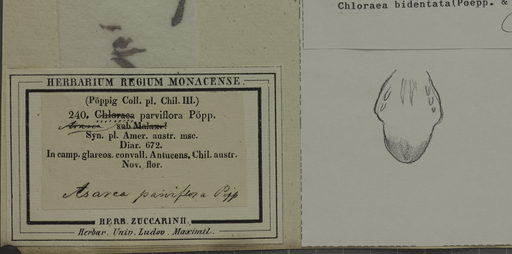 Chloraea bidentata (Poepp. &
HERBARIUM REGIUM MONACENSE.
(Pöppig Coll. pl. Chil. III.)
240. Chloraea parviflora Pöpp.
Asarca sub Malax.!
Syn. pl. Amer. austr. msc.
Diar. 672.
In camp. glareos. convall. Antucens, Chil. austr.
Nov. flor.
Asarca parviflora Pöpp
HERB. ZUCCARINII.
Herbar. Univ. Ludov. Maximil.